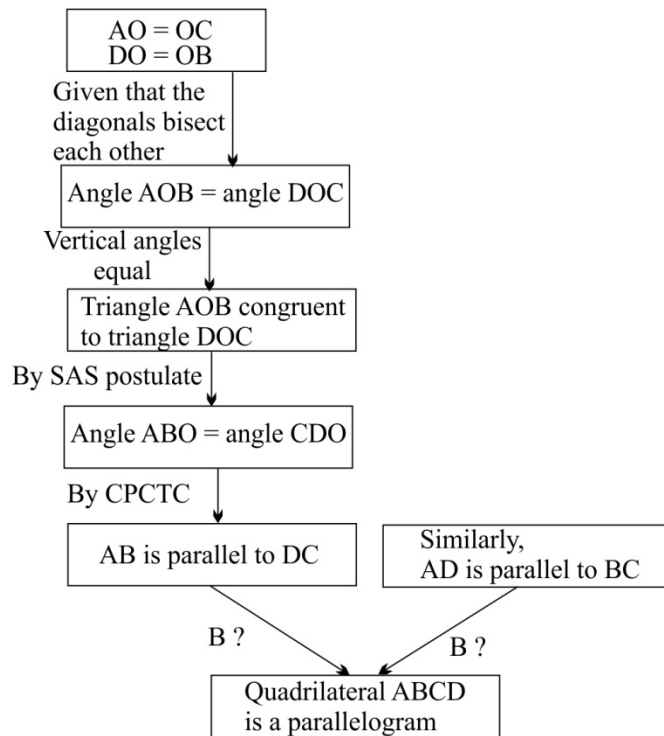 AO = OC
DO = OB
Given that the
diagonals bisect
each other
Angle AOB = angle DOC
Vertical angles
equal
Triangle AOB congruent
to triangle DOC
By SAS postulate
Angle ABO = angle CDO
By CPCTC
AB is parallel to DC
Similarly,
AD is parallel to BC
B ?
B ?
Quadrilateral ABCD
is a parallelogram